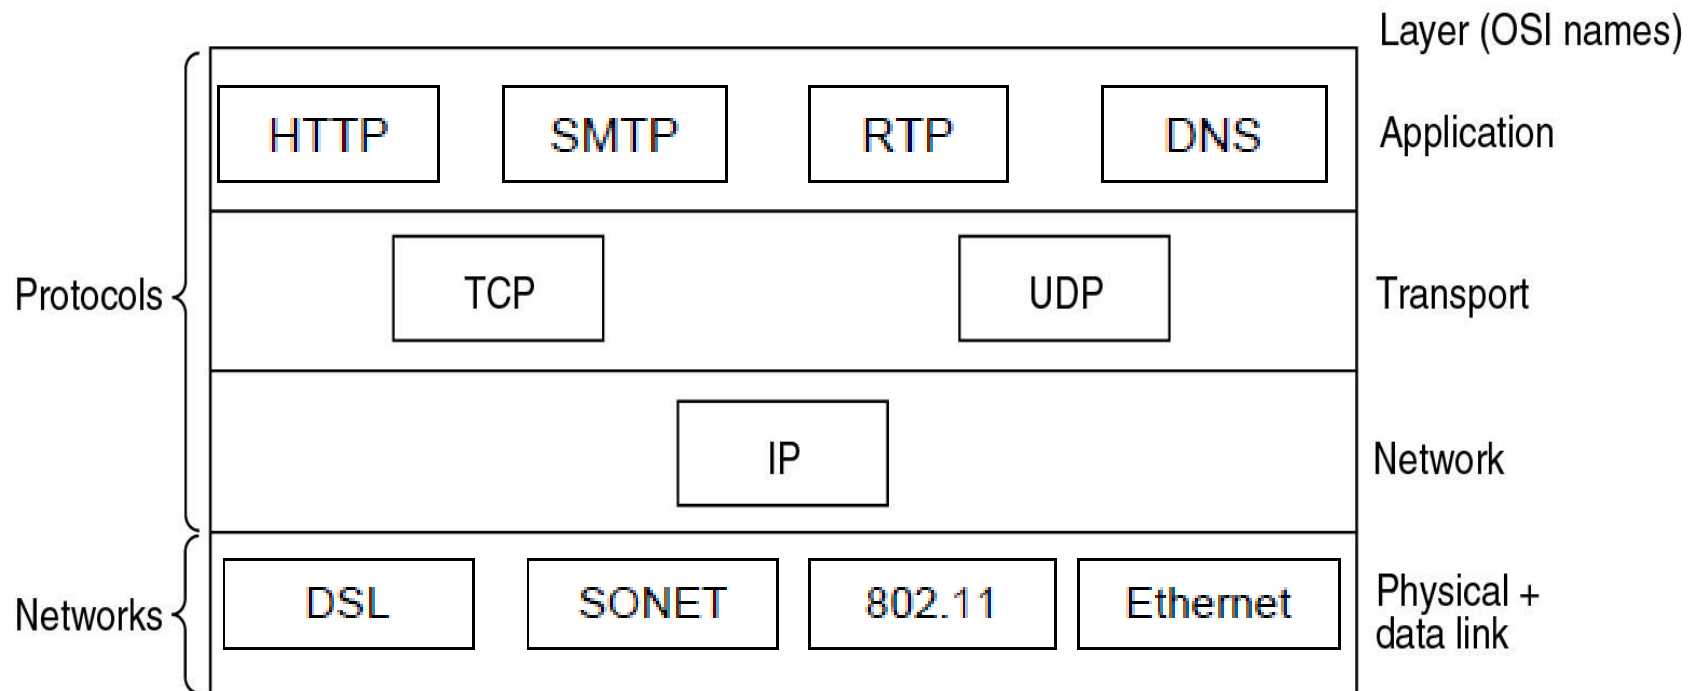 Layer (OSI names)
HTTP SMTP RTP DNS Application
Protocols TCP UDP Transport
IP Network
Networks DSL SONET 802.11 Ethernet Physical +
data link